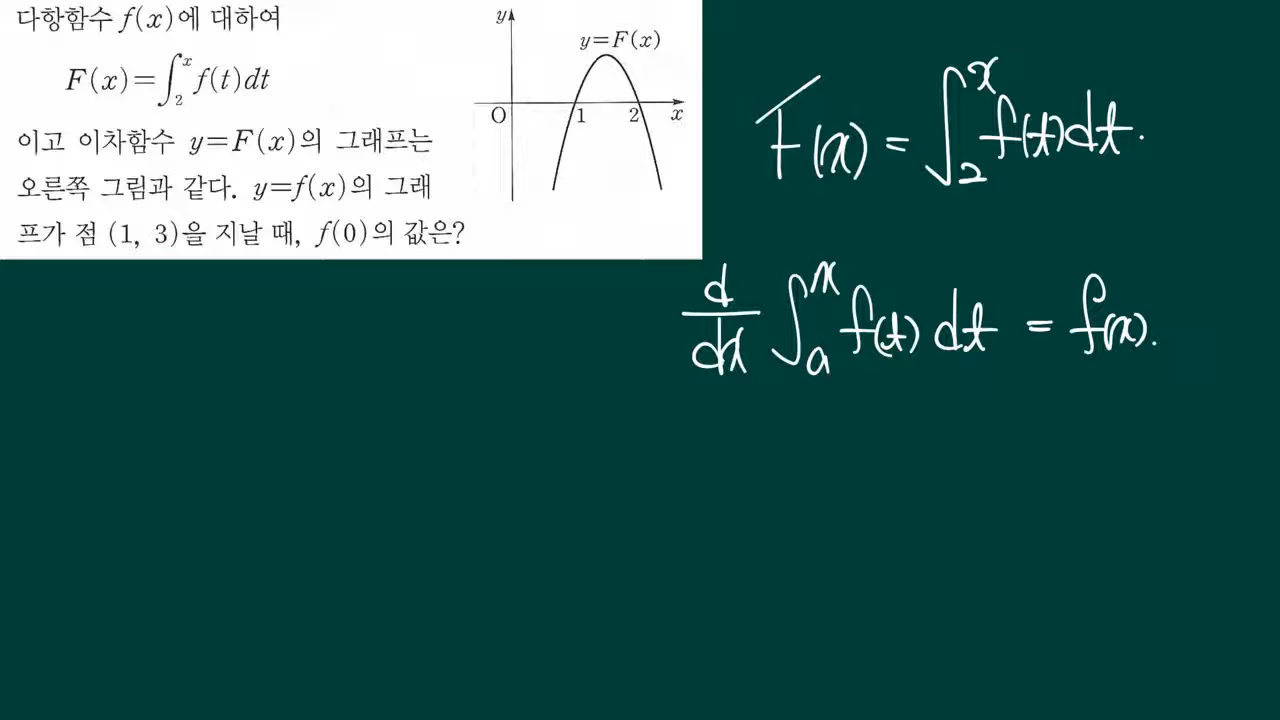 다항함수 f(x)에 대하여
F(x)=∫₂ˣ f(t)dt
이고 이차함수 y=F(x)의 그래프는
오른쪽 그림과 같다. y=f(x)의 그래
프가 점 (1, 3)을 지날 때, f(0)의 값은?
y
y=F(x)
O 1 2 x
F(x) = ∫₂ˣ f(t)dt.
d/dx ∫ₐˣ f(t) dt = f(x).